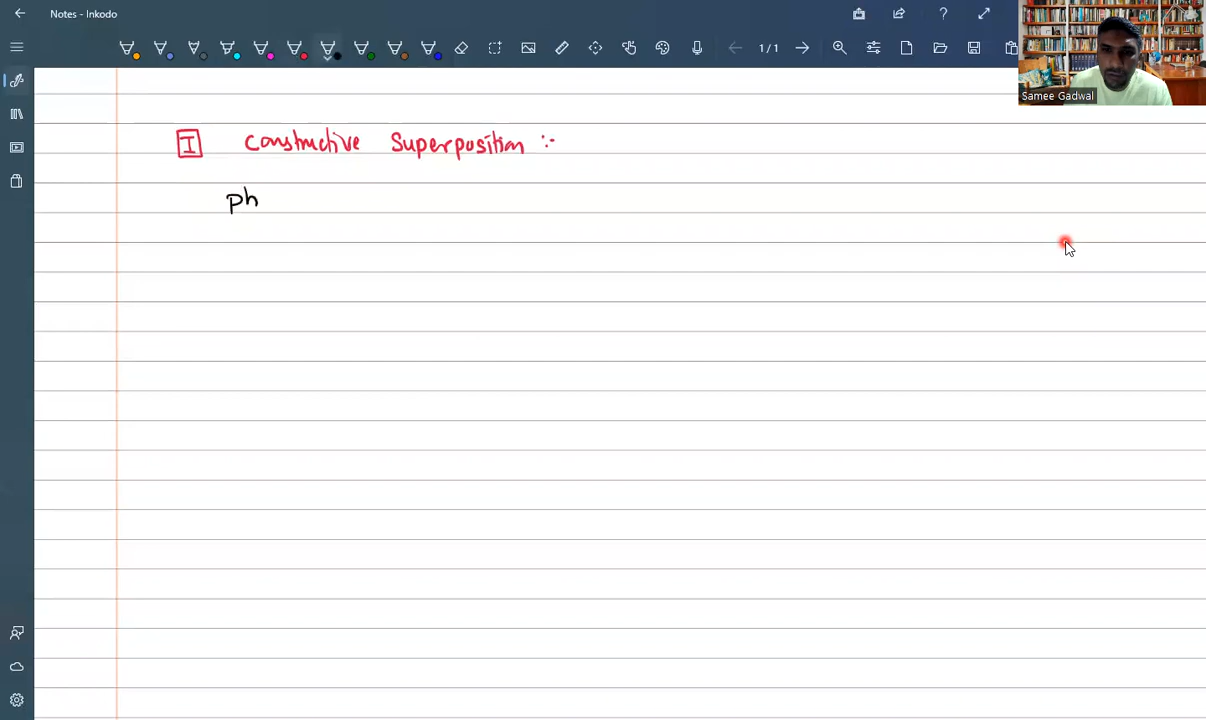 Notes - Inkodo
1 / 1
Samee Gadwal
I Constructive Superposition :-
ph